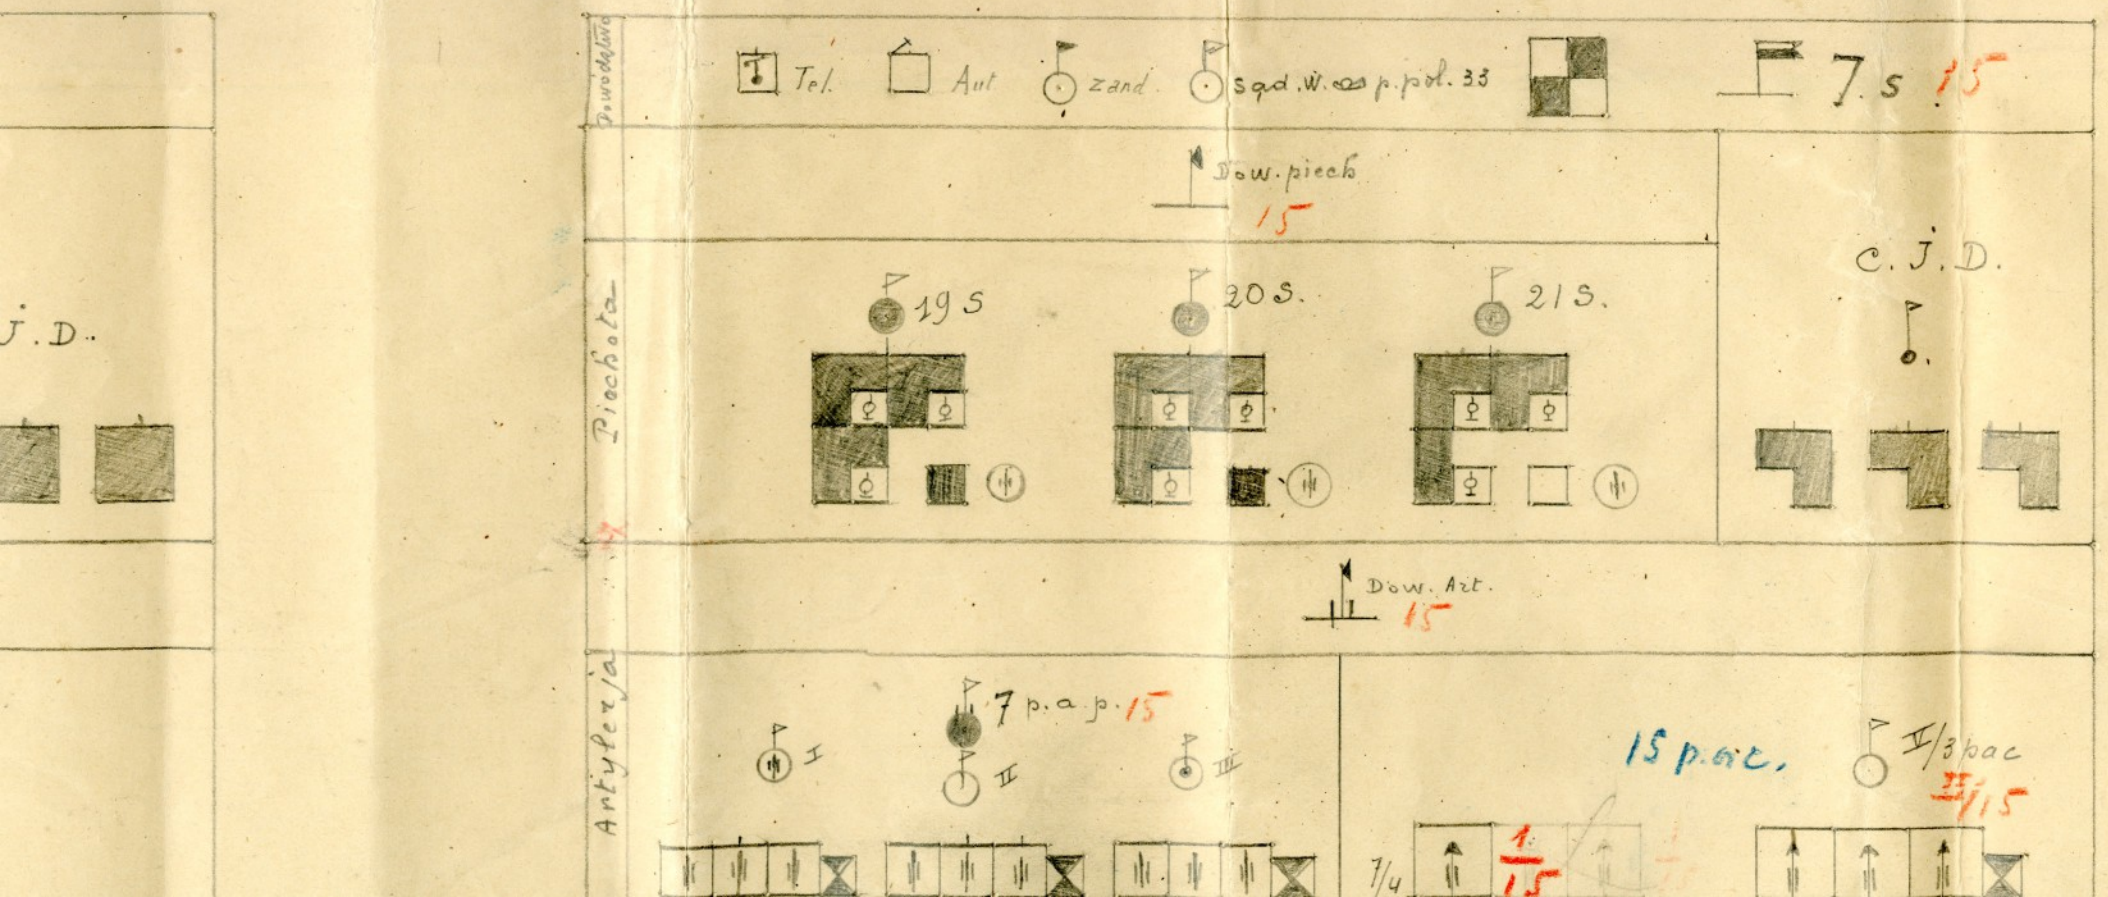 Dowództwo
Tel.
Aut
żand.
sąd.W. p.pol.33
7.s 15
Dow.piech
15
J.D.
Piechota
19 S
20 S.
21 S.
C.J.D.
Dow. Art.
15
Artylerja
7 p.a.p. 15
I
II
III
15 p.ac.
II/3 pac
II/15
7/4
1/15